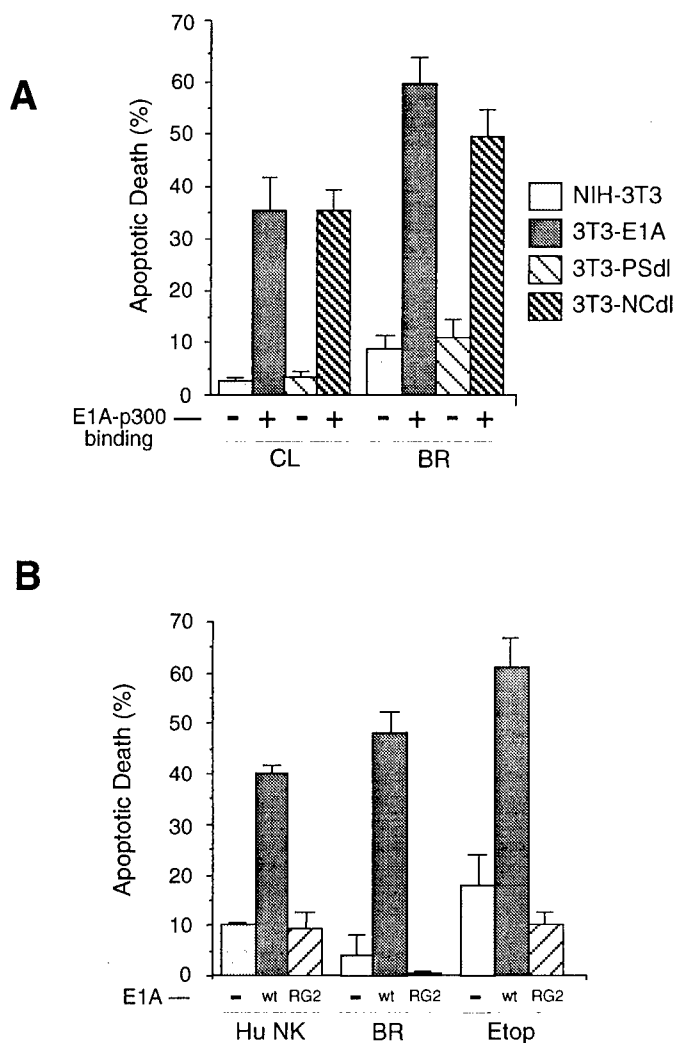 A
Apoptotic Death (%)
70
60
50
40
30
20
10
0
NIH-3T3
3T3-E1A
3T3-PSdl
3T3-NCdl
E1A-p300 — - + - + - + - +
binding
CL BR
B
Apoptotic Death (%)
70
60
50
40
30
20
10
0
E1A — - wt RG2 - wt RG2 - wt RG2
Hu NK BR Etop